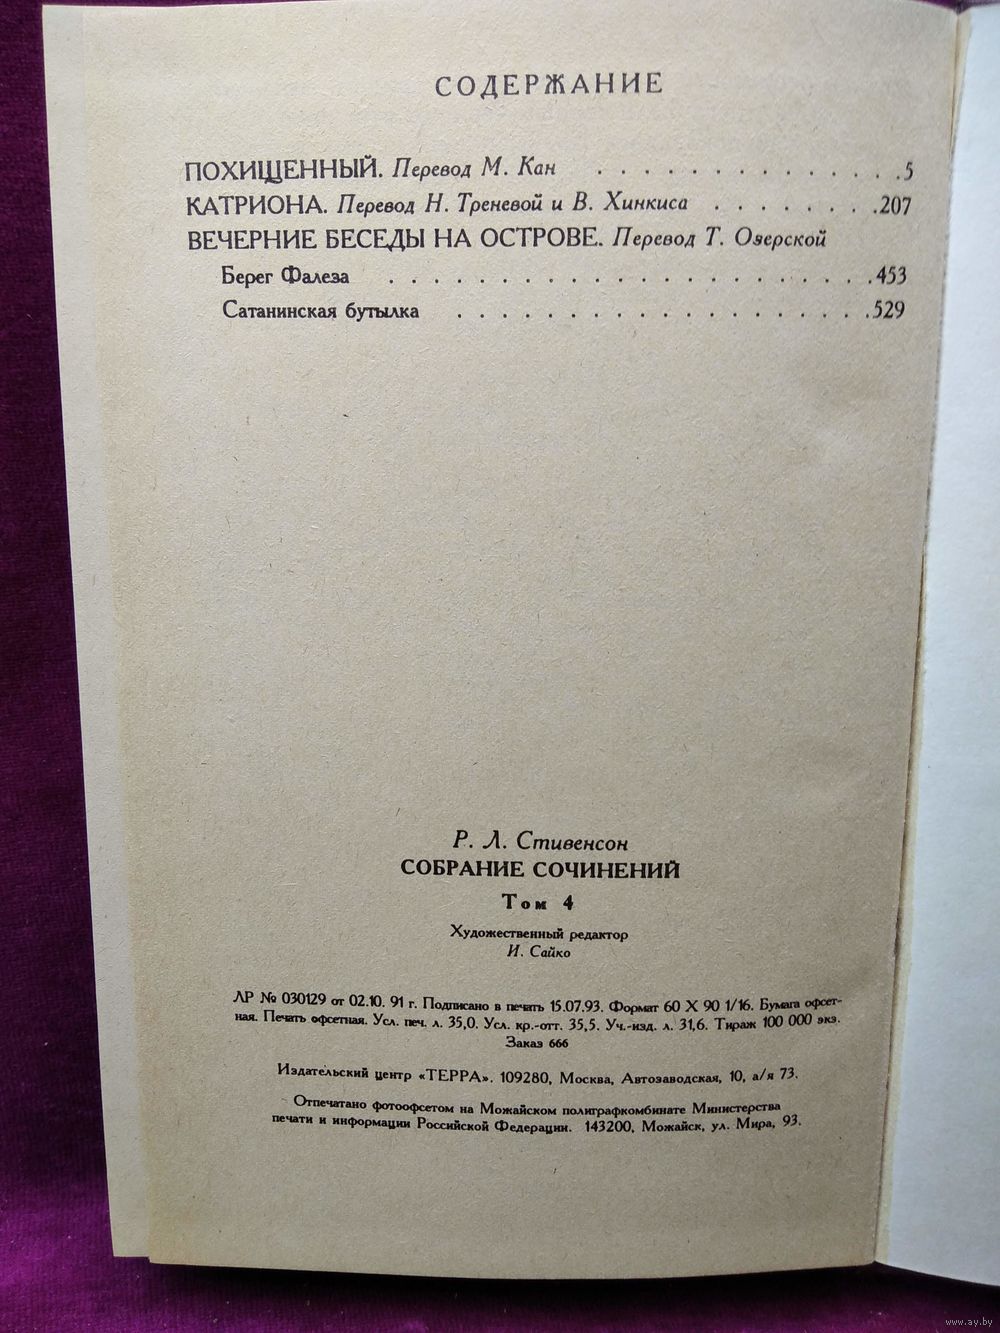 СОДЕРЖАНИЕ
ПОХИЩЕННЫЙ. Перевод М. Кан . . . . . . . . . . . . . . 5
КАТРИОНА. Перевод Н. Треневой и В. Хинкиса . . . . . . . . 207
ВЕЧЕРНИЕ БЕСЕДЫ НА ОСТРОВЕ. Перевод Т. Озерской
Берег Фалеза . . . . . . . . . . . . . . . . . . . . . . 453
Сатанинская бутылка . . . . . . . . . . . . . . . . . . . 529
Р. Л. Стивенсон
СОБРАНИЕ СОЧИНЕНИЙ
Том 4
Художественный редактор
И. Сайко
ЛР № 030129 от 02.10. 91 г. Подписано в печать 15.07.93. Формат 60 Х 90 1/16. Бумага офсет-
ная. Печать офсетная. Усл. печ. л. 35,0. Усл. кр.-отт. 35,5. Уч.-изд. л. 31,6. Тираж 100 000 экз.
Заказ 666
Издательский центр «ТЕРРА». 109280, Москва, Автозаводская, 10, а/я 73.
Отпечатано фотоофсетом на Можайском полиграфкомбинате Министерства
печати и информации Российской Федерации. 143200, Можайск, ул. Мира, 93.
www.ay.by